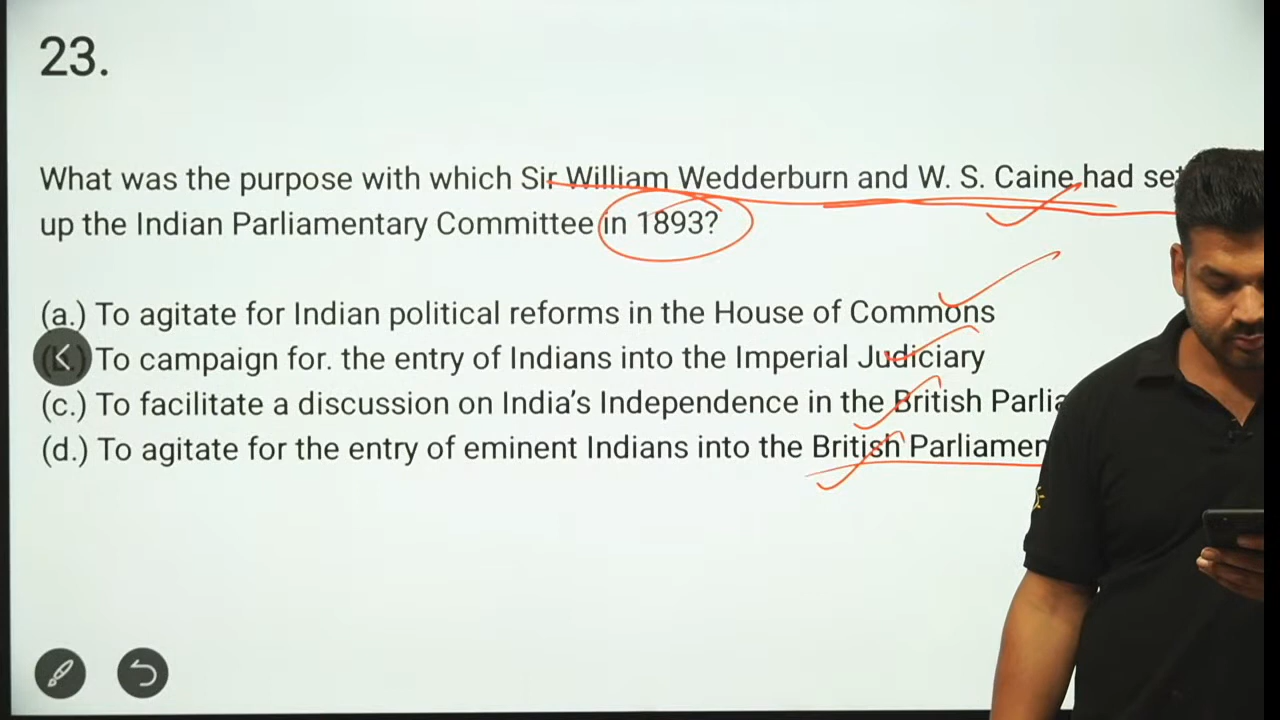 23.
What was the purpose with which Sir William Wedderburn and W. S. Caine had set
up the Indian Parliamentary Committee in 1893?
(a.) To agitate for Indian political reforms in the House of Commons
To campaign for. the entry of Indians into the Imperial Judiciary
(c.) To facilitate a discussion on India's Independence in the British
(d.) To agitate for the entry of eminent Indians into the British